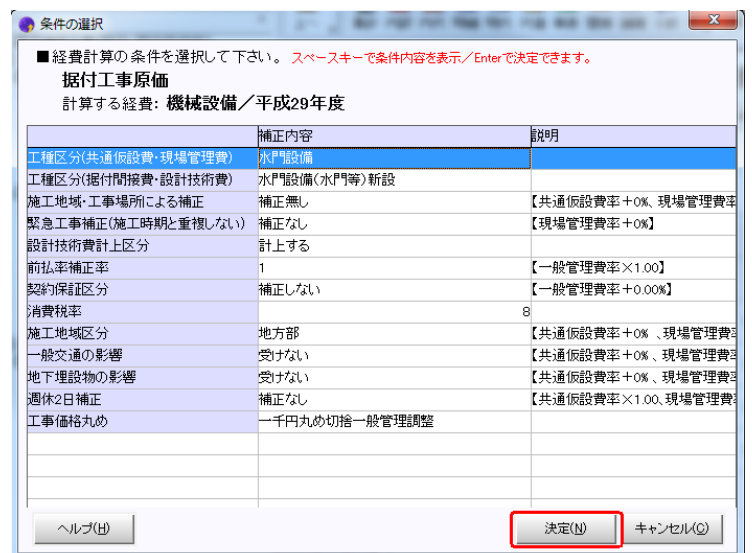 条件の選択
■経費計算の条件を選択して下さい。 スペースキーで条件内容を表示/Enterで決定できます。
据付工事原価
計算する経費: 機械設備/平成29年度
補正内容 説明
工種区分(共通仮設費・現場管理費) 水門設備
工種区分(据付間接費・設計技術費) 水門設備(水門等)新設
施工地域・工事場所による補正 補正無し 【共通仮設費率+0%、現場管理費率
緊急工事補正(施工時期と重複しない) 補正なし 【現場管理費率+0%】
設計技術費計上区分 計上する
前払率補正率 1 【一般管理費率×1.00】
契約保証区分 補正しない 【一般管理費率+0.00%】
消費税率 8
施工地域区分 地方部 【共通仮設費率+0% 、現場管理費率
一般交通の影響 受けない 【共通仮設費率+0% 、現場管理費率
地下埋設物の影響 受けない 【共通仮設費率+0% 、現場管理費率
週休2日補正 補正なし 【共通仮設費率×1.00、現場管理費
工事価格丸め 一千円丸め切捨一般管理調整
ヘルプ(H) 決定(N) キャンセル(C)